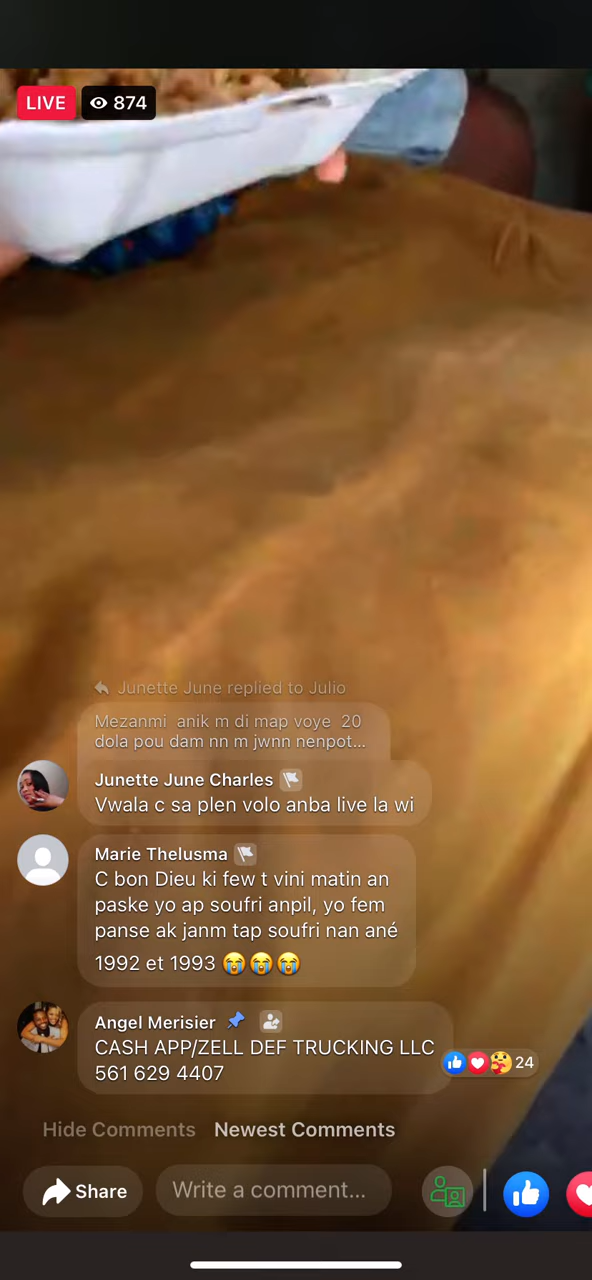 LIVE 874
Junette June replied to Julio
Mezanmi anik m di map voye 20
dola pou dam nn m jwnn nenpot...
Junette June Charles
Vwala c sa plen volo anba live la wi
Marie Thelusma
C bon Dieu ki few t vini matin an
paske yo ap soufri anpil, yo fem
panse ak janm tap soufri nan ané
1992 et 1993 😭😭😭
Angel Merisier
CASH APP/ZELL DEF TRUCKING LLC
561 629 4407
24
Hide Comments Newest Comments
Share Write a comment...